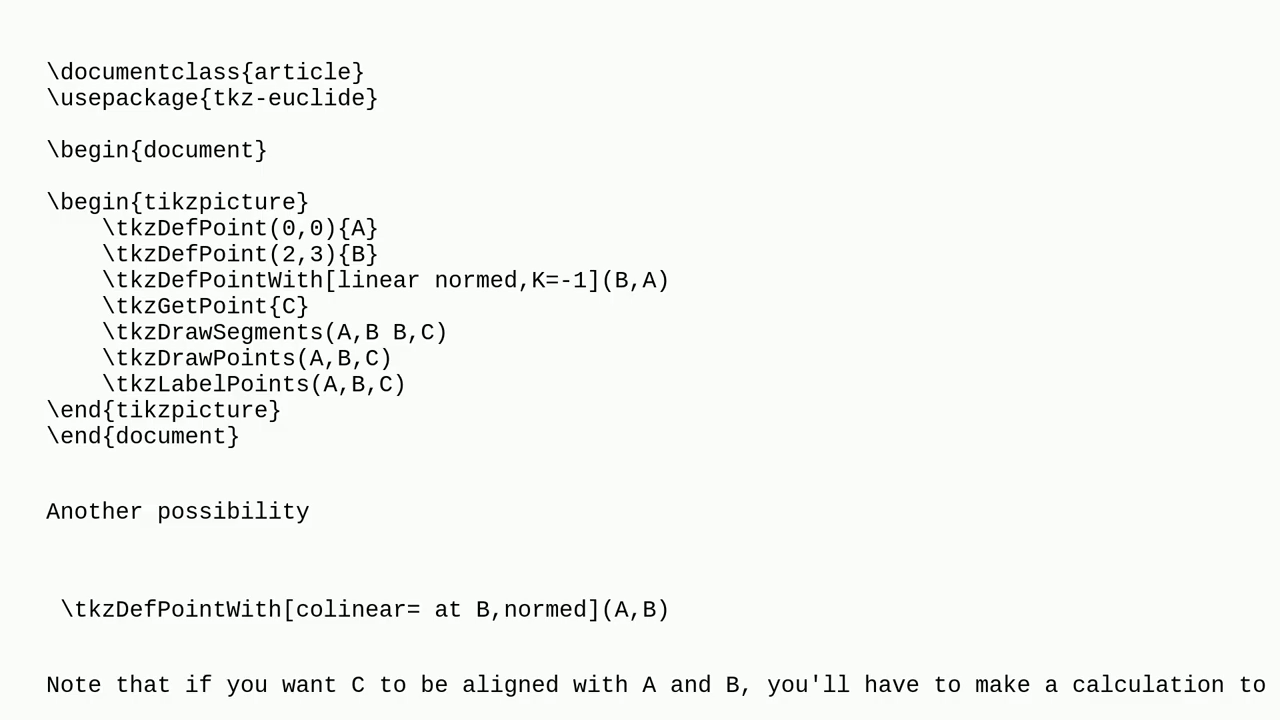 \documentclass{article}
\usepackage{tkz-euclide}
\begin{document}
\begin{tikzpicture}
    \tkzDefPoint(0,0){A}
    \tkzDefPoint(2,3){B}
    \tkzDefPointWith[linear normed,K=-1](B,A)
    \tkzGetPoint{C}
    \tkzDrawSegments(A,B B,C)
    \tkzDrawPoints(A,B,C)
    \tkzLabelPoints(A,B,C)
\end{tikzpicture}
\end{document}
Another possibility
 \tkzDefPointWith[colinear= at B,normed](A,B)
Note that if you want C to be aligned with A and B, you'll have to make a calculation to